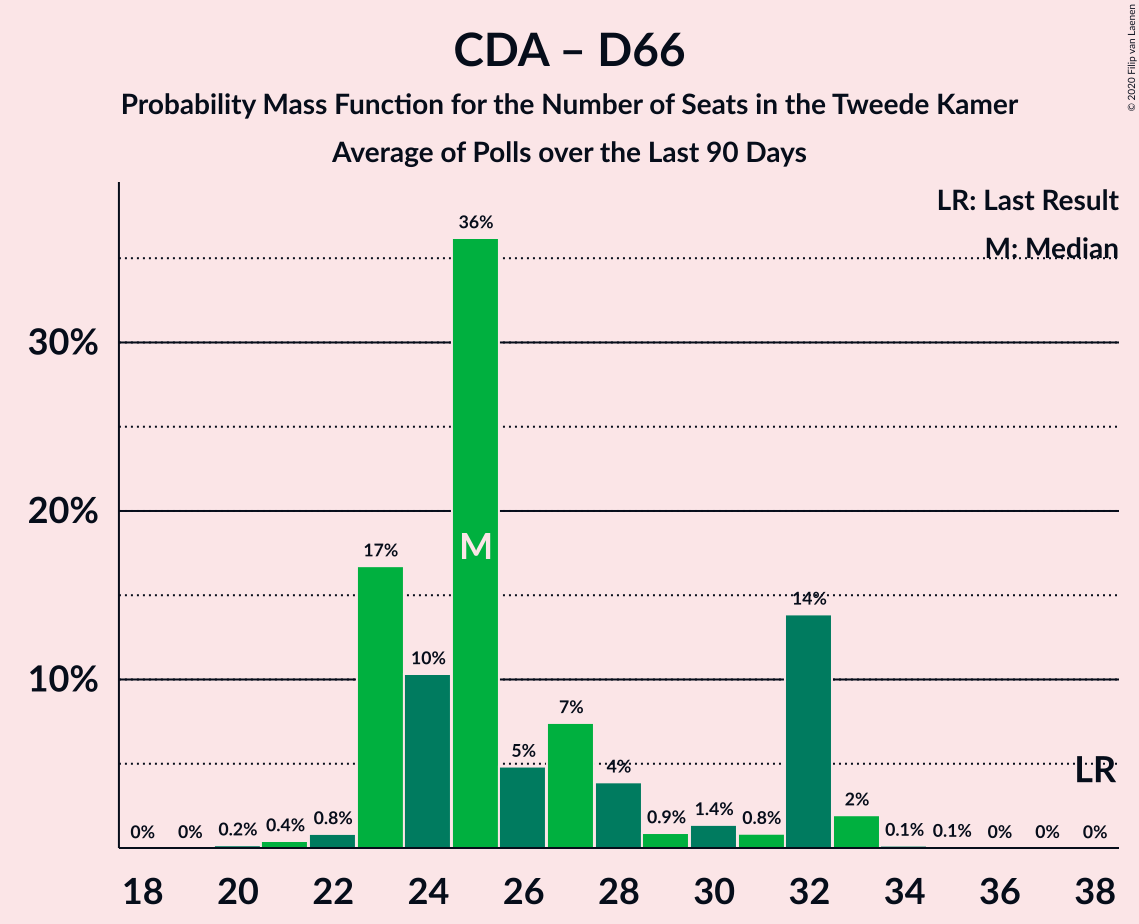 CDA – D66
Probability Mass Function for the Number of Seats in the Tweede Kamer
Average of Polls over the Last 90 Days
© 2020 Filip van Laenen
LR: Last Result
M: Median
30%
20%
10%
0%
0%
0.2%
0.4%
0.8%
17%
10%
36%
M
5%
7%
4%
0.9%
1.4%
0.8%
14%
2%
0.1%
0.1%
0%
0%
0%
LR
18 20 22 24 26 28 30 32 34 36 38